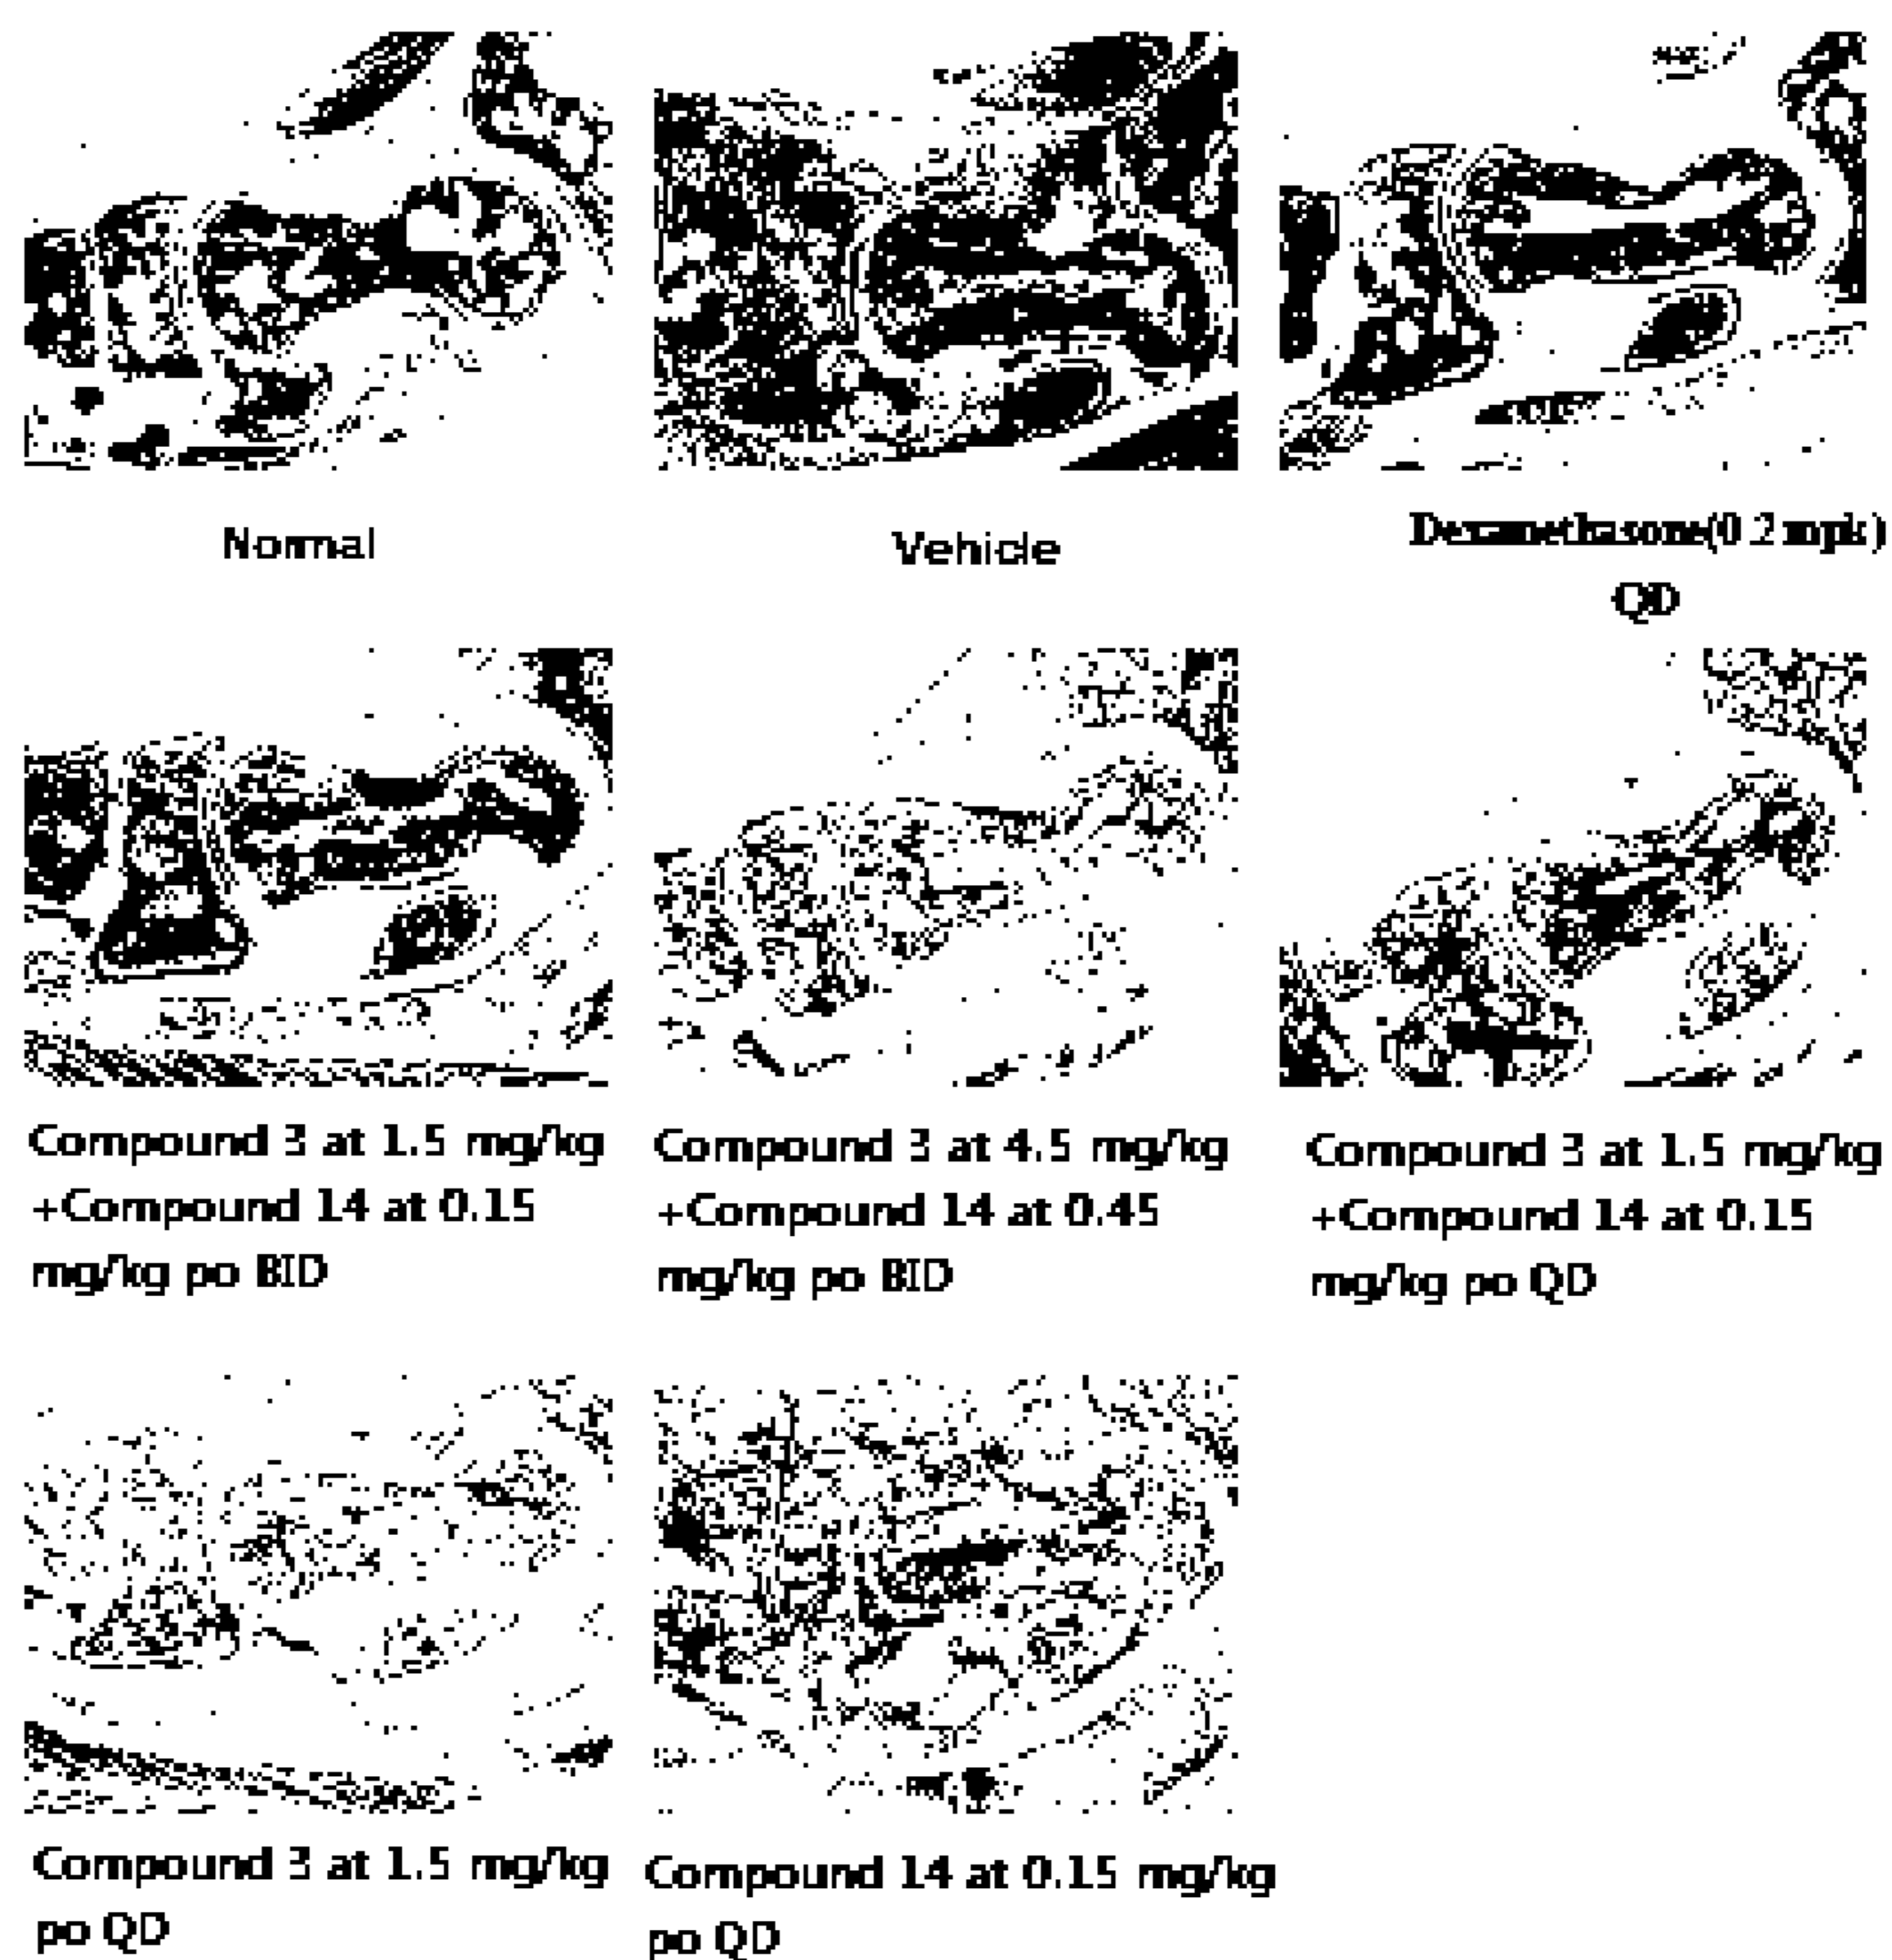 Normal
Vehicle
Dexamethasone(0.2mpk)
QD
Compound 3 at 1.5 mg/kg
+Compound 14 at 0.15
mg/kg po BID
Compound 3 at 4.5 mg/kg
+Compound 14 at 0.45
mg/kg po BID
Compound 3 at 1.5 mg/kg
+Compound 14 at 0.15
mg/kg po QD
Compound 3 at 1.5 mg/kg
po QD
Compound 14 at 0.15 mg/kg
po QD